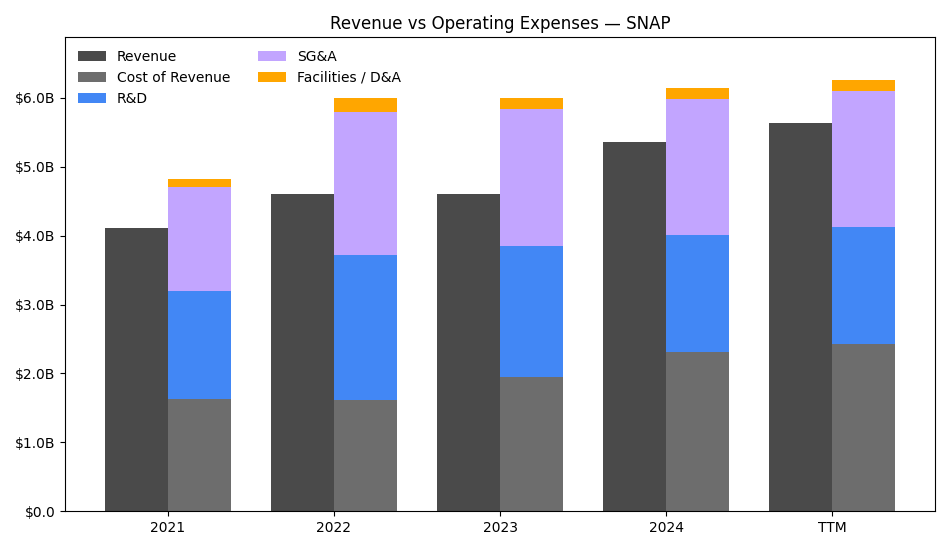 Revenue vs Operating Expenses — SNAP
Revenue
Cost of Revenue
R&D
SG&A
Facilities / D&A
$6.0B
$5.0B
$4.0B
$3.0B
$2.0B
$1.0B
$0.0
2021 2022 2023 2024 TTM